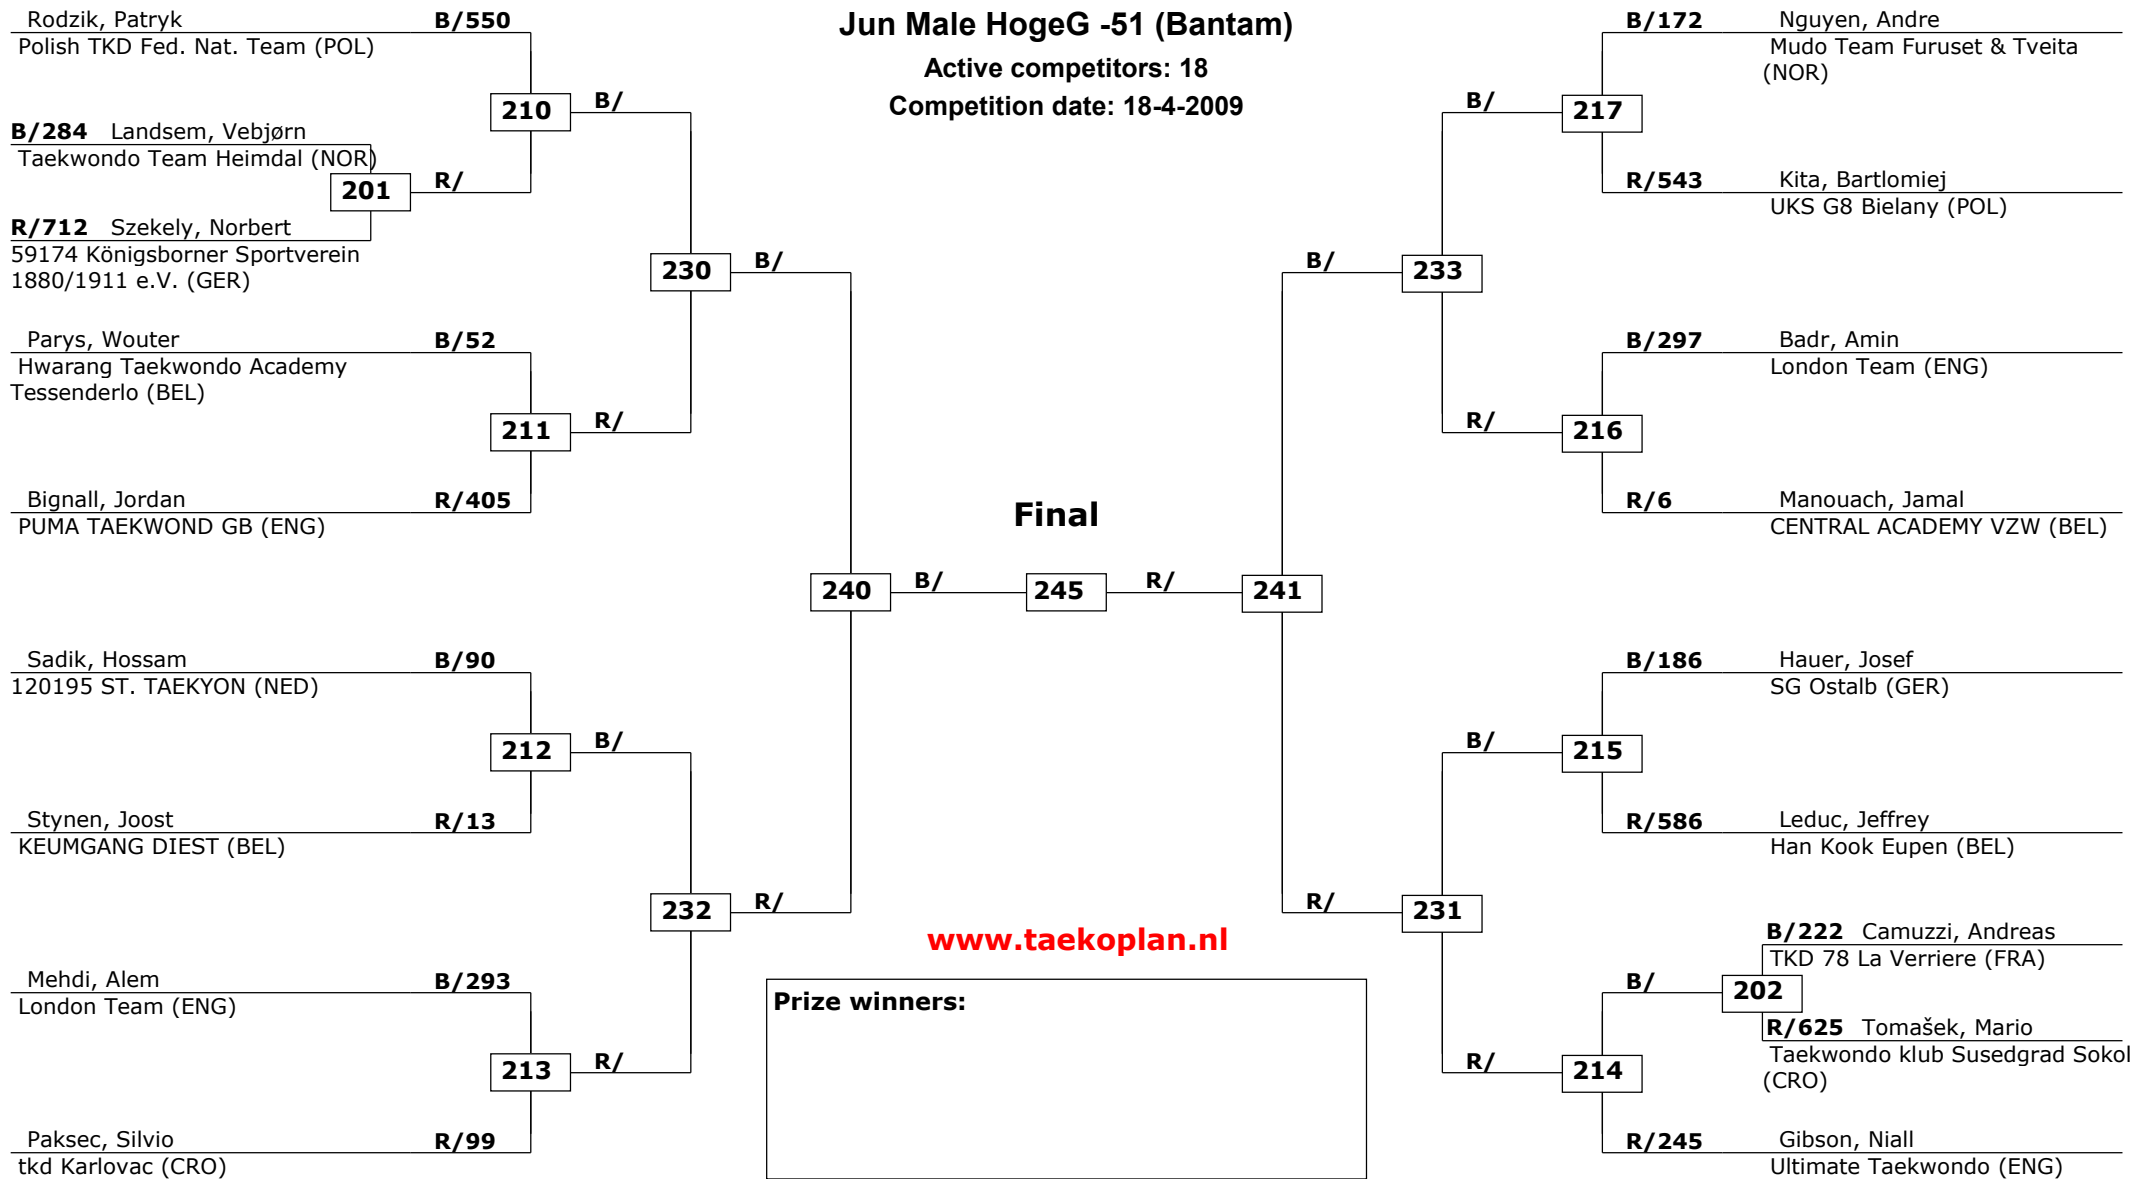 Jun Male HogeG -51 (Bantam)
Active competitors: 18
Competition date: 18-4-2009
Rodzik, Patryk B/550
Polish TKD Fed. Nat. Team (POL)
210 B/
B/284 Landsem, Vebjørn
Taekwondo Team Heimdal (NOR)
201 R/
R/712 Szekely, Norbert
59174 Königsborner Sportverein
1880/1911 e.V. (GER)
230 B/
Parys, Wouter B/52
Hwarang Taekwondo Academy
Tessenderlo (BEL)
211 R/
Bignall, Jordan R/405
PUMA TAEKWOND GB (ENG)
240 B/
Sadik, Hossam B/90
120195 ST. TAEKYON (NED)
212 B/
Stynen, Joost R/13
KEUMGANG DIEST (BEL)
232 R/
Mehdi, Alem B/293
London Team (ENG)
213 R/
Paksec, Silvio R/99
tkd Karlovac (CRO)
Final
245
B/172 Nguyen, Andre
Mudo Team Furuset & Tveita
(NOR)
B/ 217
R/543 Kita, Bartlomiej
UKS G8 Bielany (POL)
B/ 233
B/297 Badr, Amin
London Team (ENG)
R/ 216
R/6 Manouach, Jamal
CENTRAL ACADEMY VZW (BEL)
R/ 241
B/186 Hauer, Josef
SG Ostalb (GER)
B/ 215
R/586 Leduc, Jeffrey
Han Kook Eupen (BEL)
R/ 231
B/222 Camuzzi, Andreas
TKD 78 La Verriere (FRA)
B/ 202
R/625 Tomašek, Mario
Taekwondo klub Susedgrad Sokol
(CRO)
R/ 214
R/245 Gibson, Niall
Ultimate Taekwondo (ENG)
www.taekoplan.nl
Prize winners: